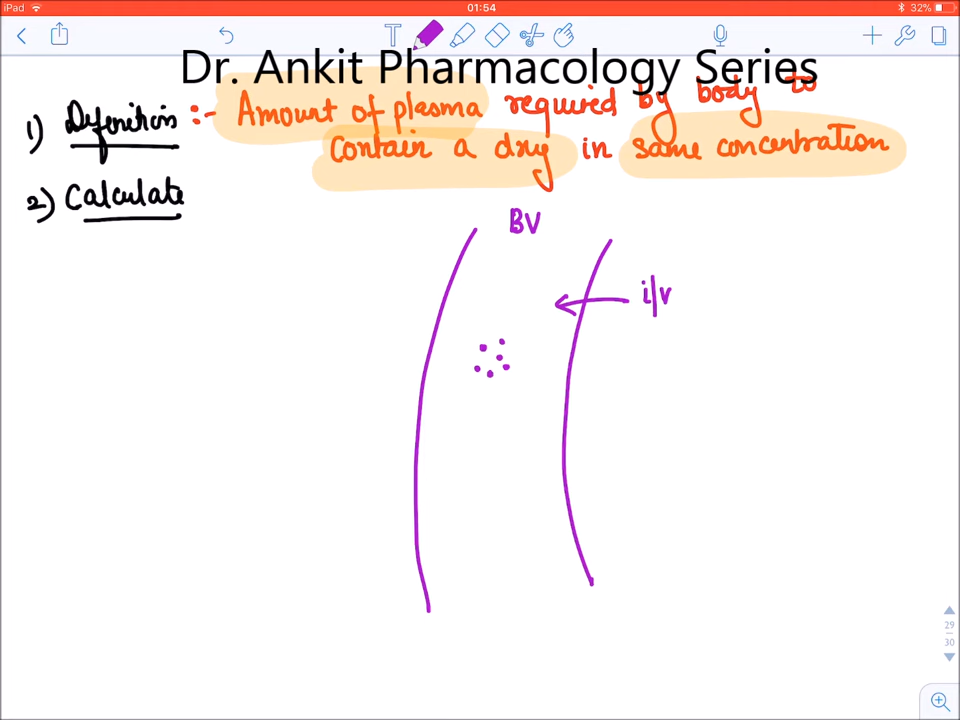 iPad 01:54 32%
T
Dr. Ankit Pharmacology Series
1) Defenition :- Amount of plasma required by body to
contain a drug in same concentration
2) Calculate
BV
i/v
29
30